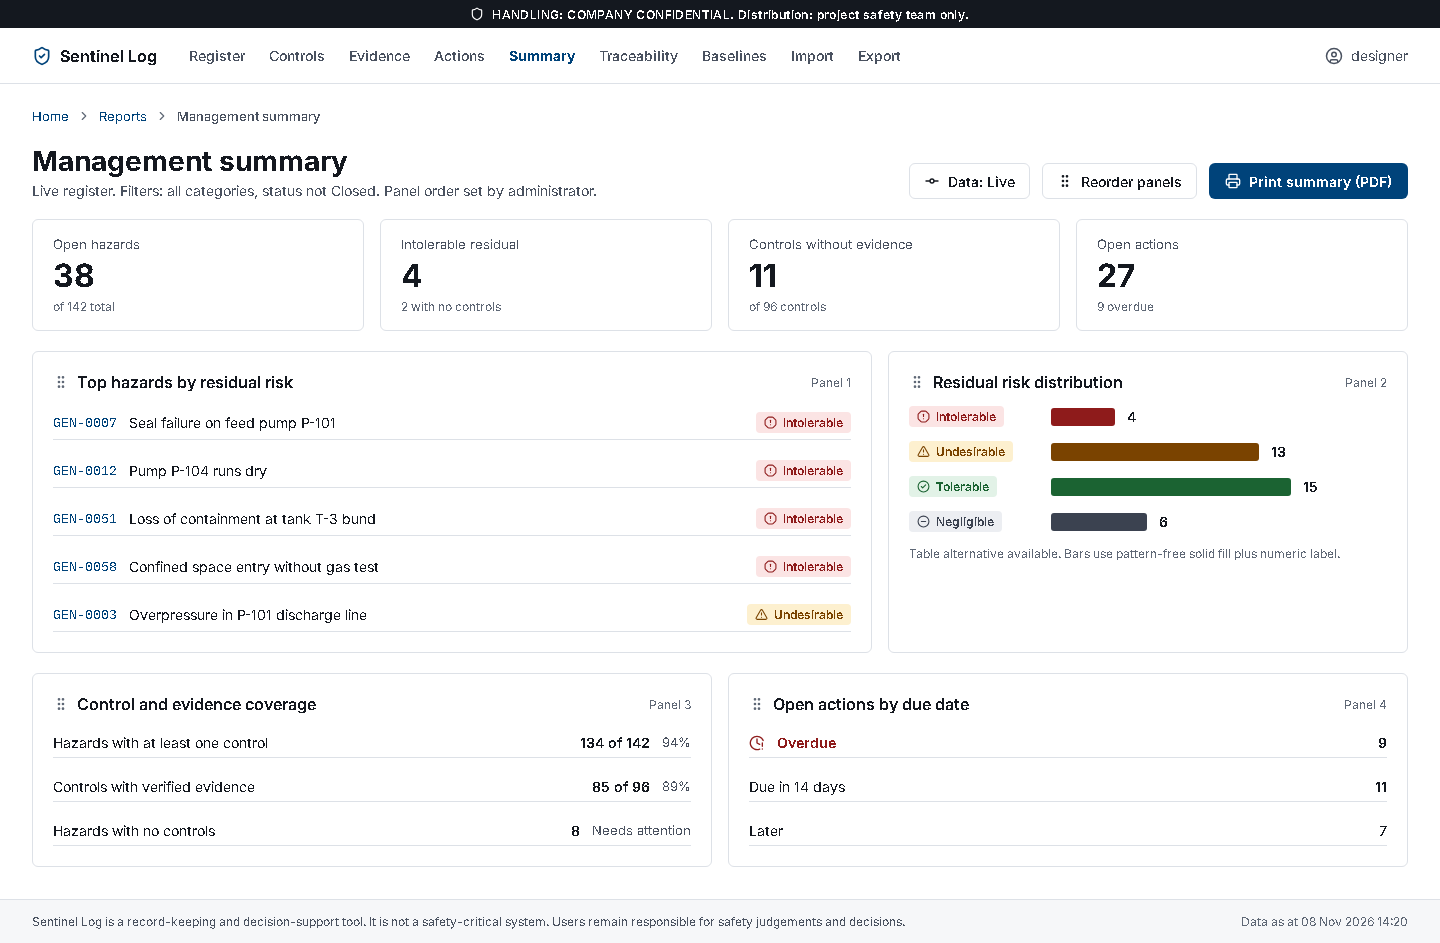 HANDLING: COMPANY CONFIDENTIAL. Distribution: project safety team only.
Sentinel Log Register Controls Evidence Actions Summary Traceability Baselines Import Export designer
Home Reports Management summary
Management summary
Live register. Filters: all categories, status not Closed. Panel order set by administrator.
Data: Live Reorder panels Print summary (PDF)
Open hazards
38
of 142 total
Intolerable residual
4
2 with no controls
Controls without evidence
11
of 96 controls
Open actions
27
9 overdue
Top hazards by residual risk Panel 1
GEN-0007 Seal failure on feed pump P-101 Intolerable
GEN-0012 Pump P-104 runs dry Intolerable
GEN-0051 Loss of containment at tank T-3 bund Intolerable
GEN-0058 Confined space entry without gas test Intolerable
GEN-0003 Overpressure in P-101 discharge line Undesirable
Residual risk distribution Panel 2
Intolerable 4
Undesirable 13
Tolerable 15
Negligible 6
Table alternative available. Bars use pattern-free solid fill plus numeric label.
Control and evidence coverage Panel 3
Hazards with at least one control 134 of 142 94%
Controls with verified evidence 85 of 96 89%
Hazards with no controls 8 Needs attention
Open actions by due date Panel 4
Overdue 9
Due in 14 days 11
Later 7
Sentinel Log is a record-keeping and decision-support tool. It is not a safety-critical system. Users remain responsible for safety judgements and decisions.
Data as at 08 Nov 2026 14:20